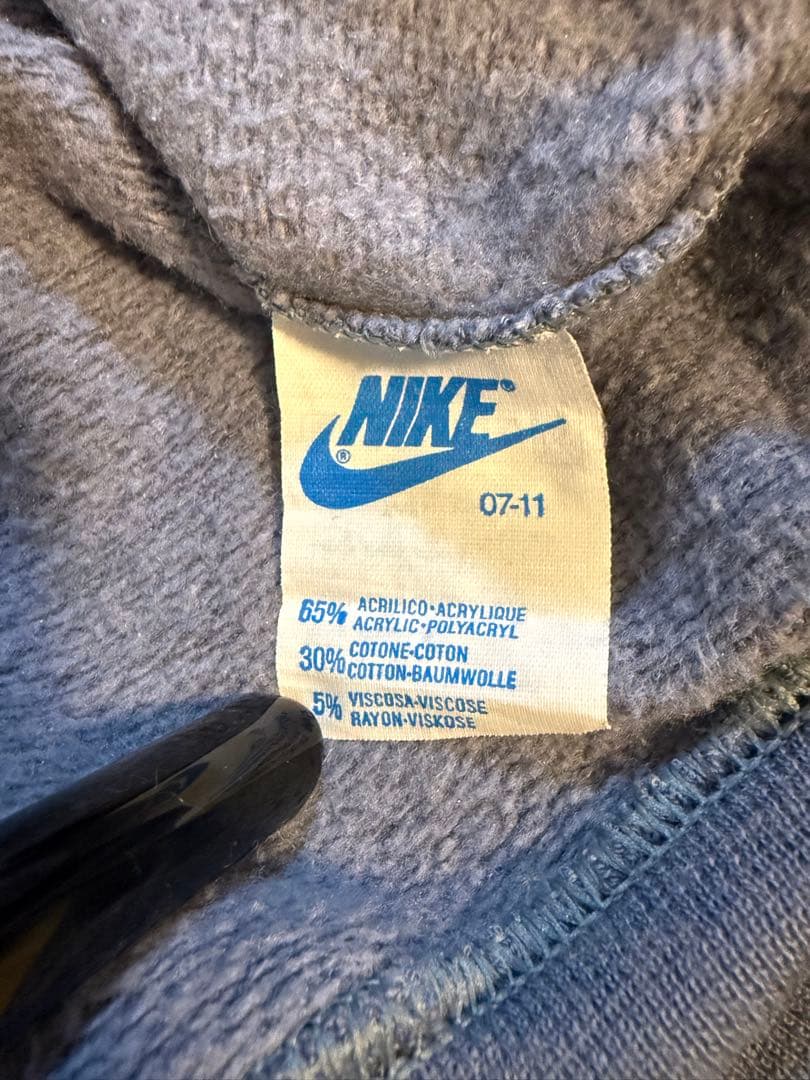 NIKE®
®
07-11
65% ACRILICO•ACRYLIQUE
ACRYLIC•POLYACRYL
30% COTONE-COTON
COTTON-BAUMWOLLE
5% VISCOSA-VISCOSE
RAYON-VISKOSE